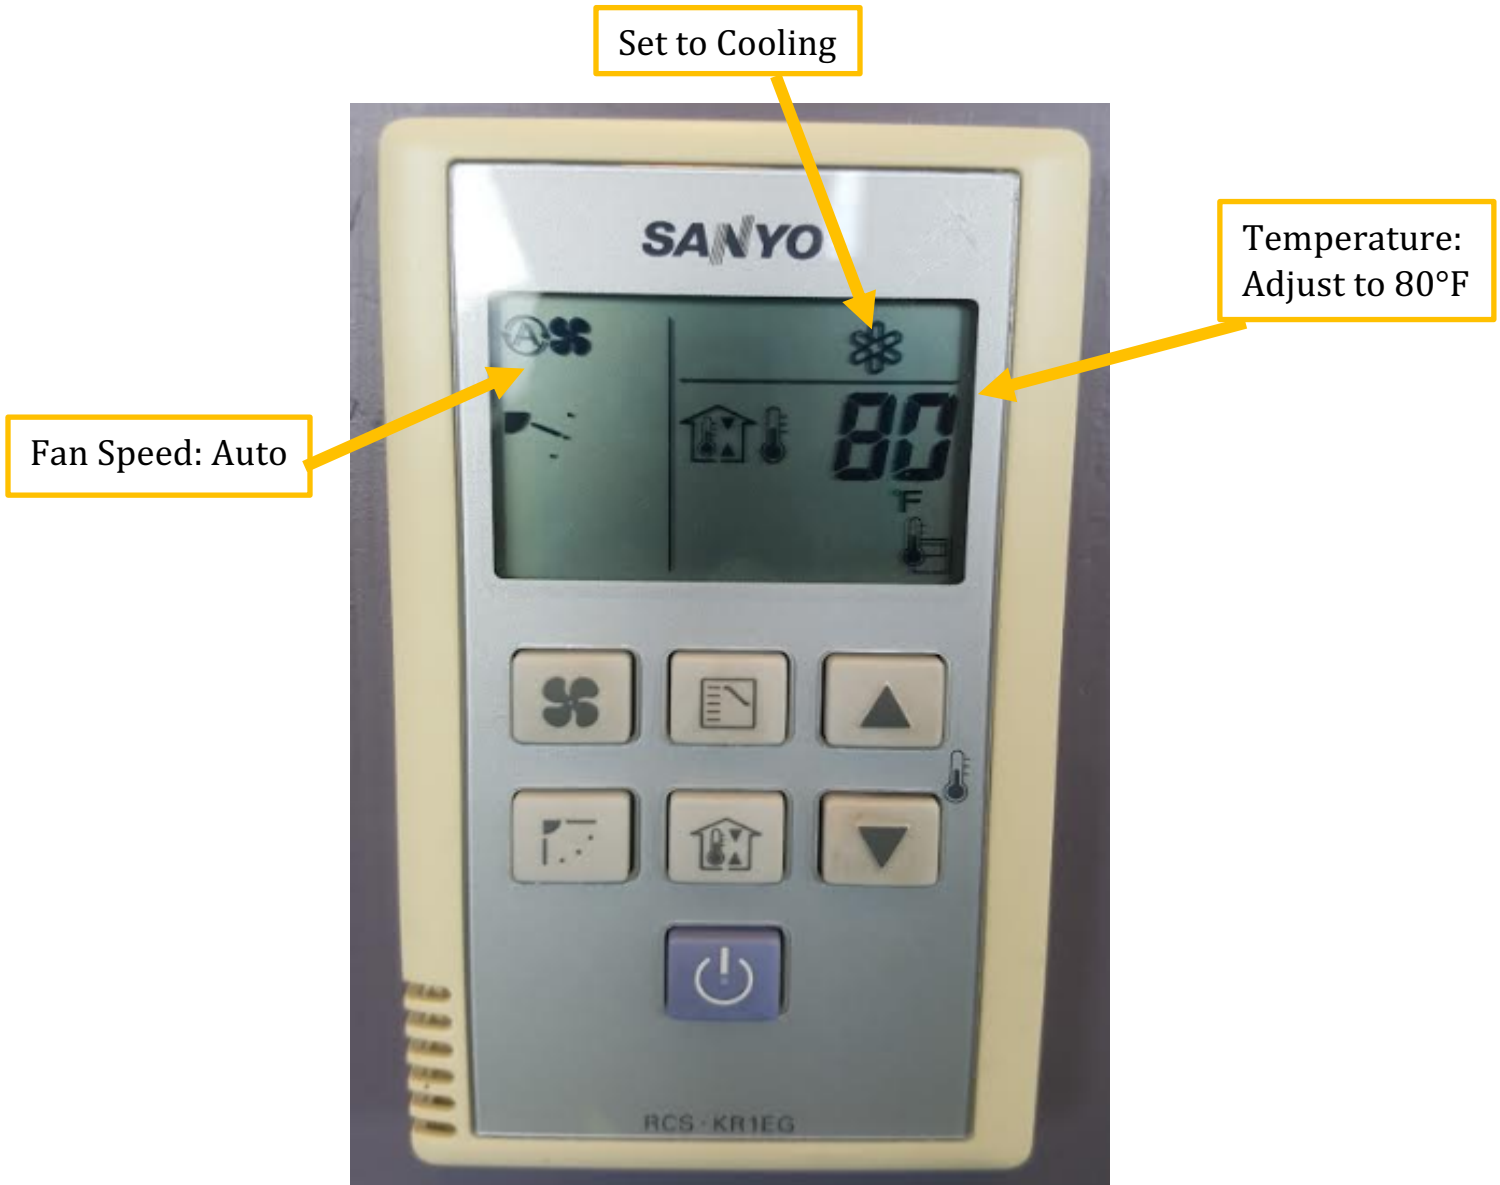 Set to Cooling
SANYO
Temperature:
Adjust to 80°F
A
80
°F
Fan Speed: Auto
RCS-KR1EG